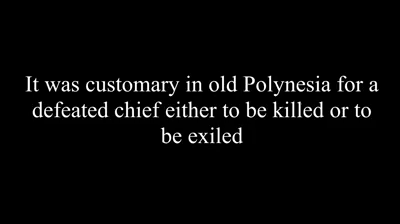 It was customary in old Polynesia for a
defeated chief either to be killed or to
be exiled